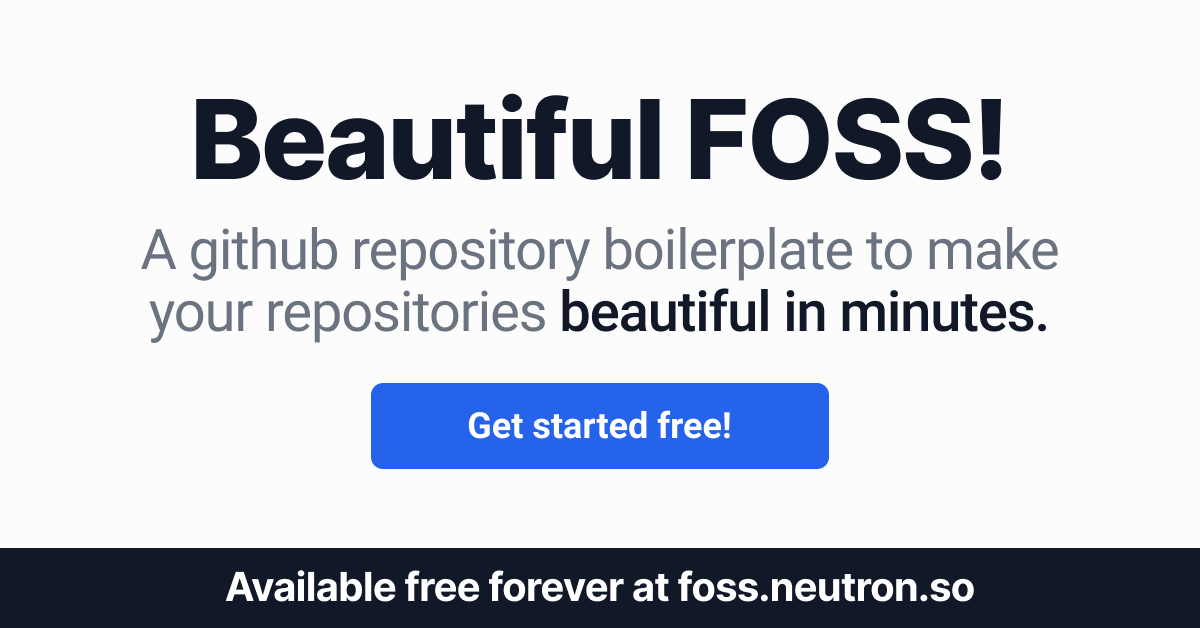 Beautiful FOSS!
A github repository boilerplate to make
your repositories beautiful in minutes.
Get started free!
Available free forever at foss.neutron.so